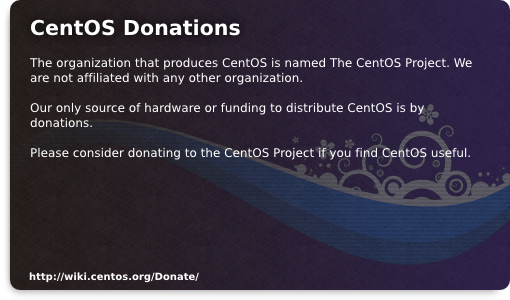 CentOS Donations
The organization that produces CentOS is named The CentOS Project. We
are not affiliated with any other organization.
Our only source of hardware or funding to distribute CentOS is by
donations.
Please consider donating to the CentOS Project if you find CentOS useful.
http://wiki.centos.org/Donate/